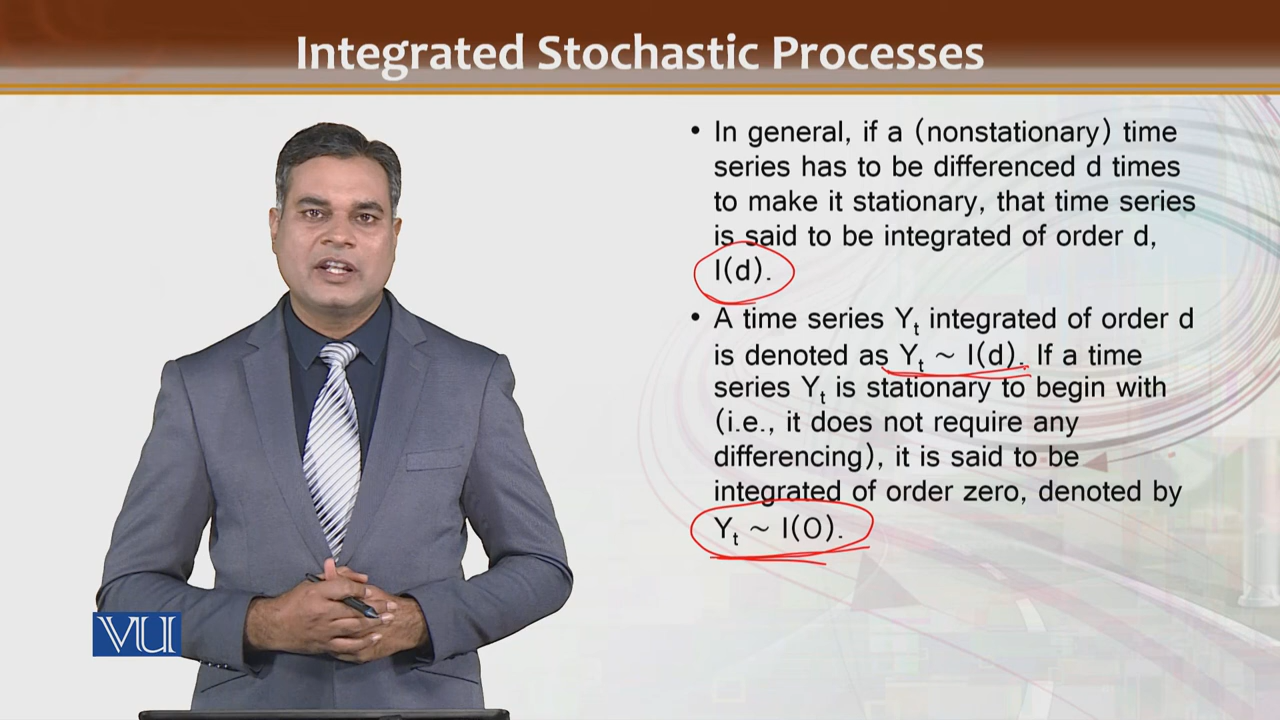 Integrated Stochastic Processes
• In general, if a (nonstationary) time
series has to be differenced d times
to make it stationary, that time series
is said to be integrated of order d,
I(d).
• A time series Yt integrated of order d
is denoted as Yt ~ I(d). If a time
series Yt is stationary to begin with
(i.e., it does not require any
differencing), it is said to be
integrated of order zero, denoted by
Yt ~ I(0).
VU